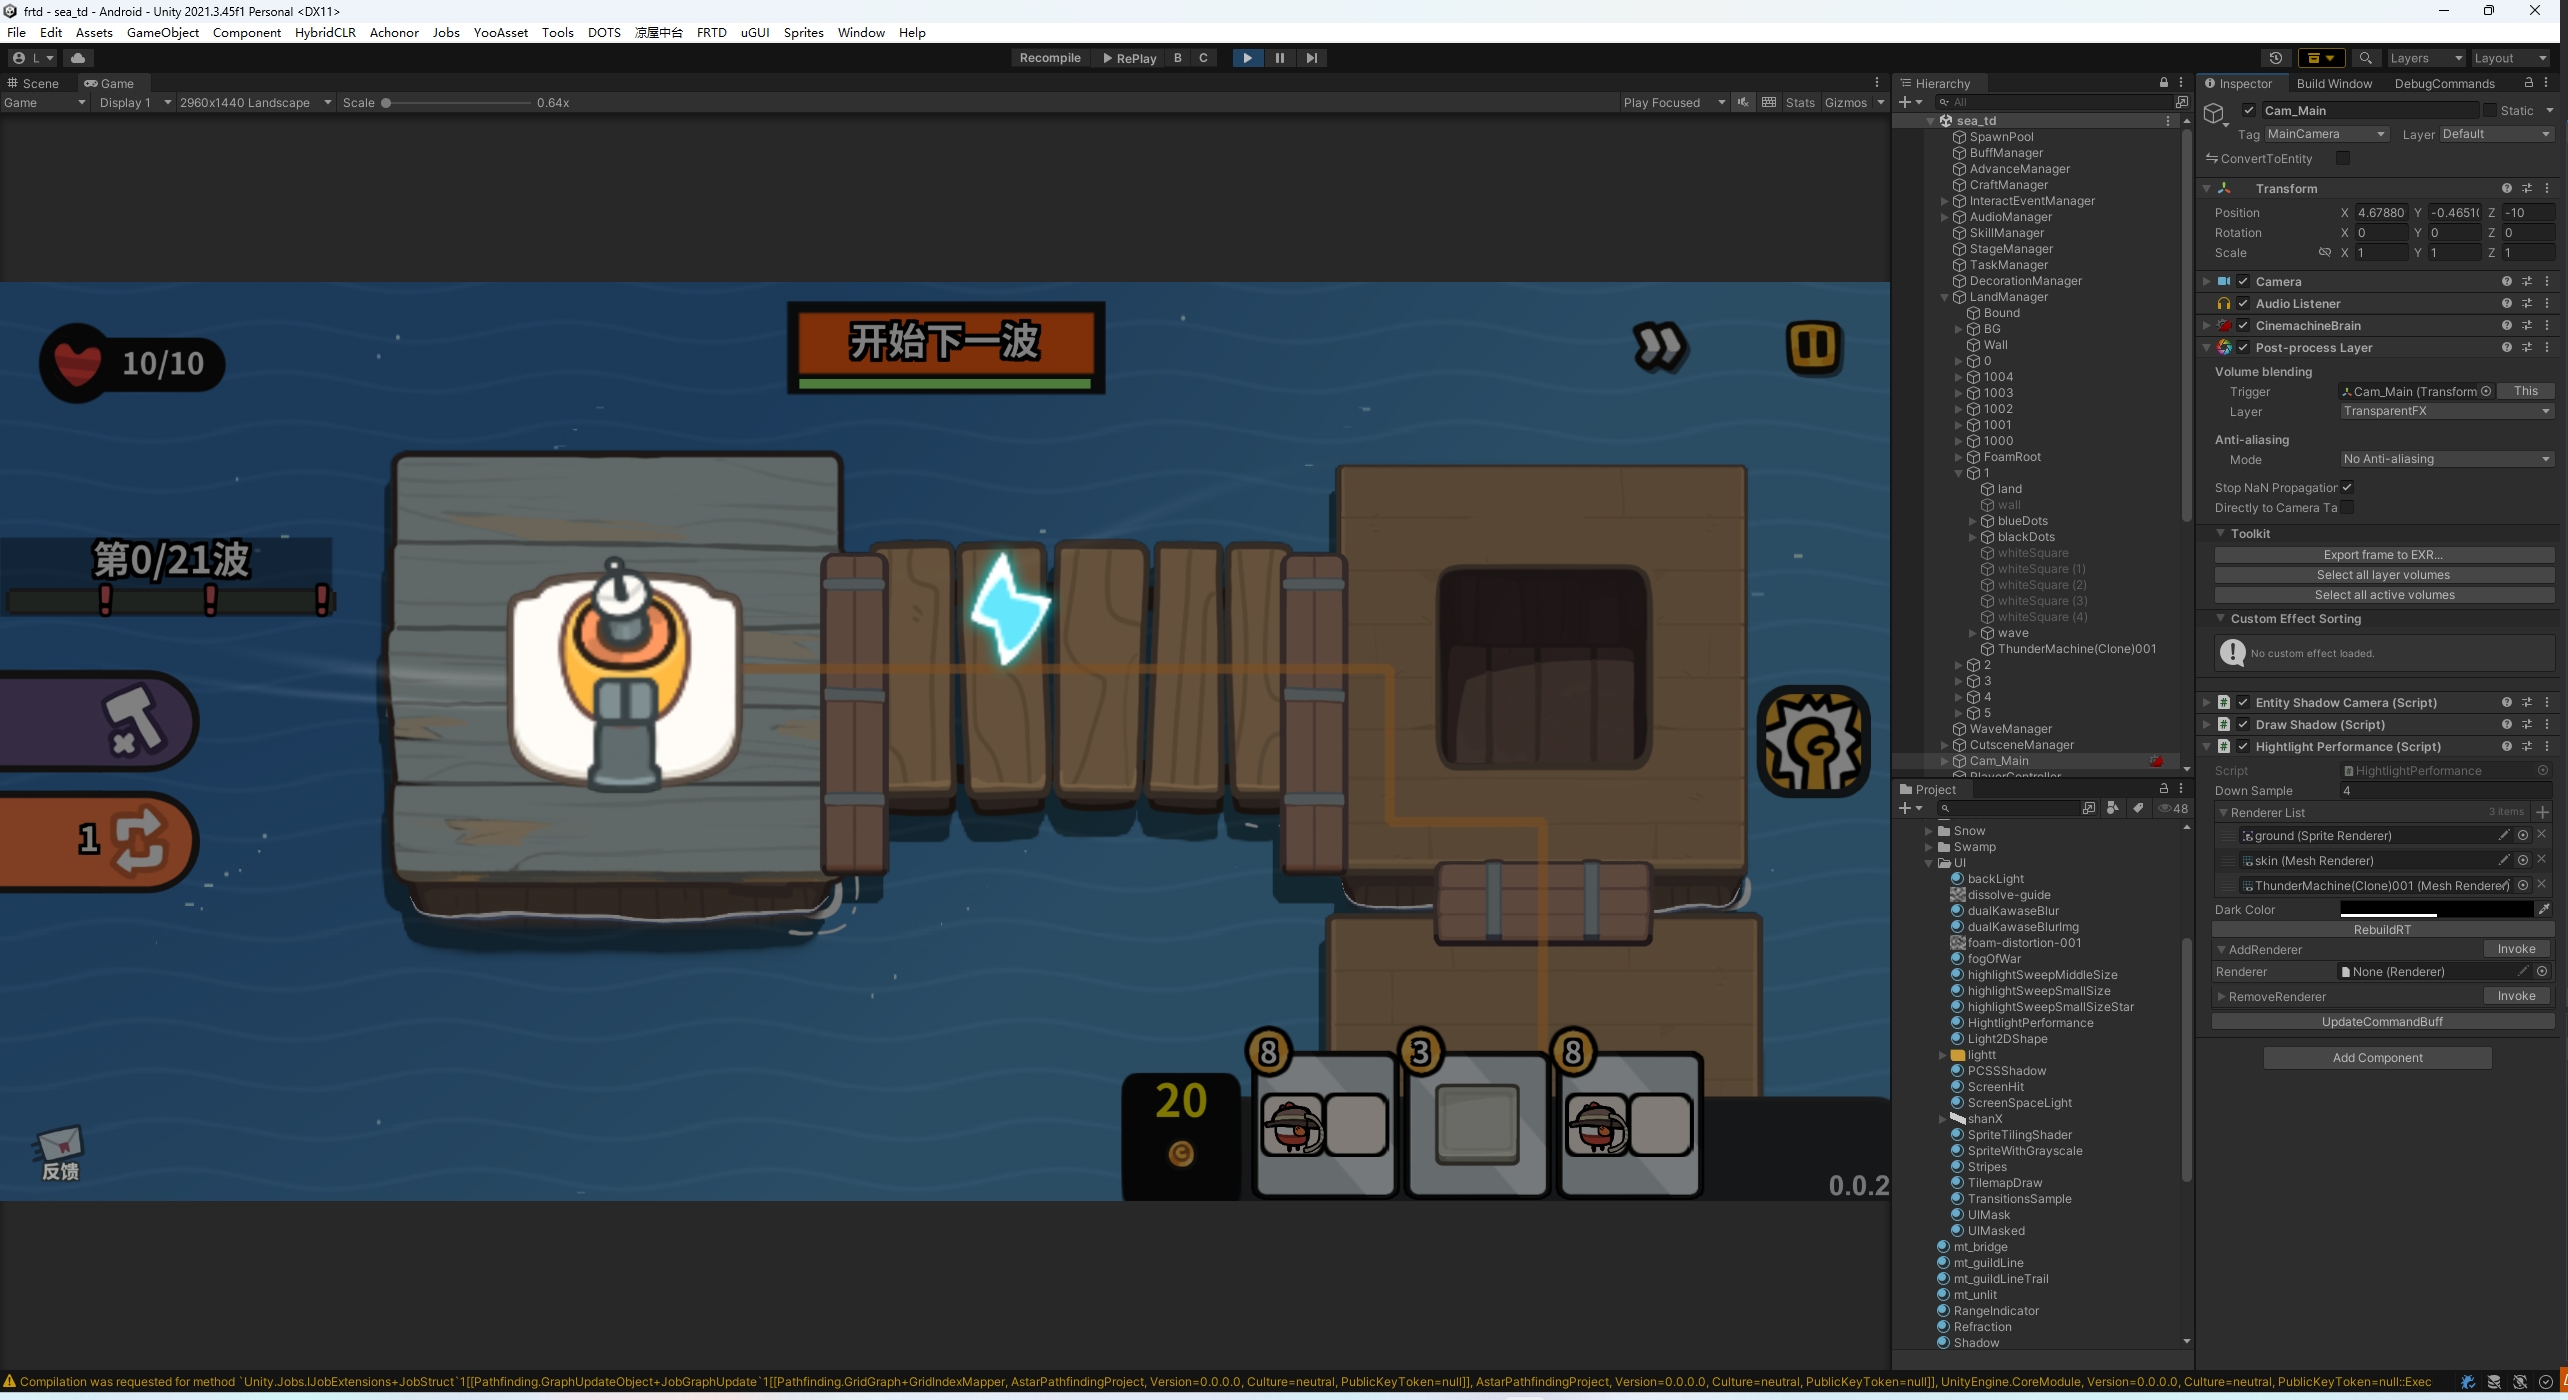 frtd - sea_td - Android - Unity 2021.3.45f1 Personal <DX11>
File Edit Assets GameObject Component HybridCLR Achonor Jobs YooAsset Tools DOTS 凉屋中台 FRTD uGUI Sprites Window Help
L Recompile RePlay B C Layers Layout
Scene Game
Game Display 1 2960x1440 Landscape Scale 0.64x Play Focused Stats Gizmos
10/10
开始下一波
第0/21波
1
反馈
20
8
3
8
0.0.2
Hierarchy
All
sea_td
SpawnPool
BuffManager
AdvanceManager
CraftManager
InteractEventManager
AudioManager
SkillManager
StageManager
TaskManager
DecorationManager
LandManager
Bound
BG
Wall
0
1004
1003
1002
1001
1000
FoamRoot
1
land
wall
blueDots
blackDots
whiteSquare
whiteSquare (1)
whiteSquare (2)
whiteSquare (3)
whiteSquare (4)
wave
ThunderMachine(Clone)001
2
3
4
5
WaveManager
CutsceneManager
Cam_Main
PlayerController
Project
48
Snow
Swamp
UI
backLight
dissolve-guide
dualKawaseBlur
dualKawaseBlurImg
foam-distortion-001
fogOfWar
highlightSweepMiddleSize
highlightSweepSmallSize
highlightSweepSmallSizeStar
HightlightPerformance
Light2DShape
lightt
PCSSShadow
ScreenHit
ScreenSpaceLight
shanX
SpriteTilingShader
SpriteWithGrayscale
Stripes
TilemapDraw
TransitionsSample
UIMask
UIMasked
mt_bridge
mt_guildLine
mt_guildLineTrail
mt_unlit
RangeIndicator
Refraction
Shadow
Inspector Build Window DebugCommands
Cam_Main Static
Tag MainCamera Layer Default
ConvertToEntity
Transform
Position X 4.67880 Y -0.4651( Z -10
Rotation X 0 Y 0 Z 0
Scale X 1 Y 1 Z 1
Camera
Audio Listener
CinemachineBrain
Post-process Layer
Volume blending
Trigger Cam_Main (Transform This
Layer TransparentFX
Anti-aliasing
Mode No Anti-aliasing
Stop NaN Propagation
Directly to Camera Ta
Toolkit
Export frame to EXR...
Select all layer volumes
Select all active volumes
Custom Effect Sorting
No custom effect loaded.
Entity Shadow Camera (Script)
Draw Shadow (Script)
Hightlight Performance (Script)
Script HightlightPerformance
Down Sample 4
Renderer List 3 items
ground (Sprite Renderer)
skin (Mesh Renderer)
ThunderMachine(Clone)001 (Mesh Renderer)
Dark Color
RebuildRT
AddRenderer Invoke
Renderer None (Renderer)
RemoveRenderer Invoke
UpdateCommandBuff
Add Component
Compilation was requested for method `Unity.Jobs.IJobExtensions+JobStruct`1[[Pathfinding.GraphUpdateObject+JobGraphUpdate`1[[Pathfinding.GridGraph+GridIndexMapper, AstarPathfindingProject, Version=0.0.0.0, Culture=neutral, PublicKeyToken=null]], AstarPathfindingProject, Version=0.0.0.0, Culture=neutral, PublicKeyToken=null]], UnityEngine.CoreModule, Version=0.0.0.0, Culture=neutral, PublicKeyToken=null::Exec